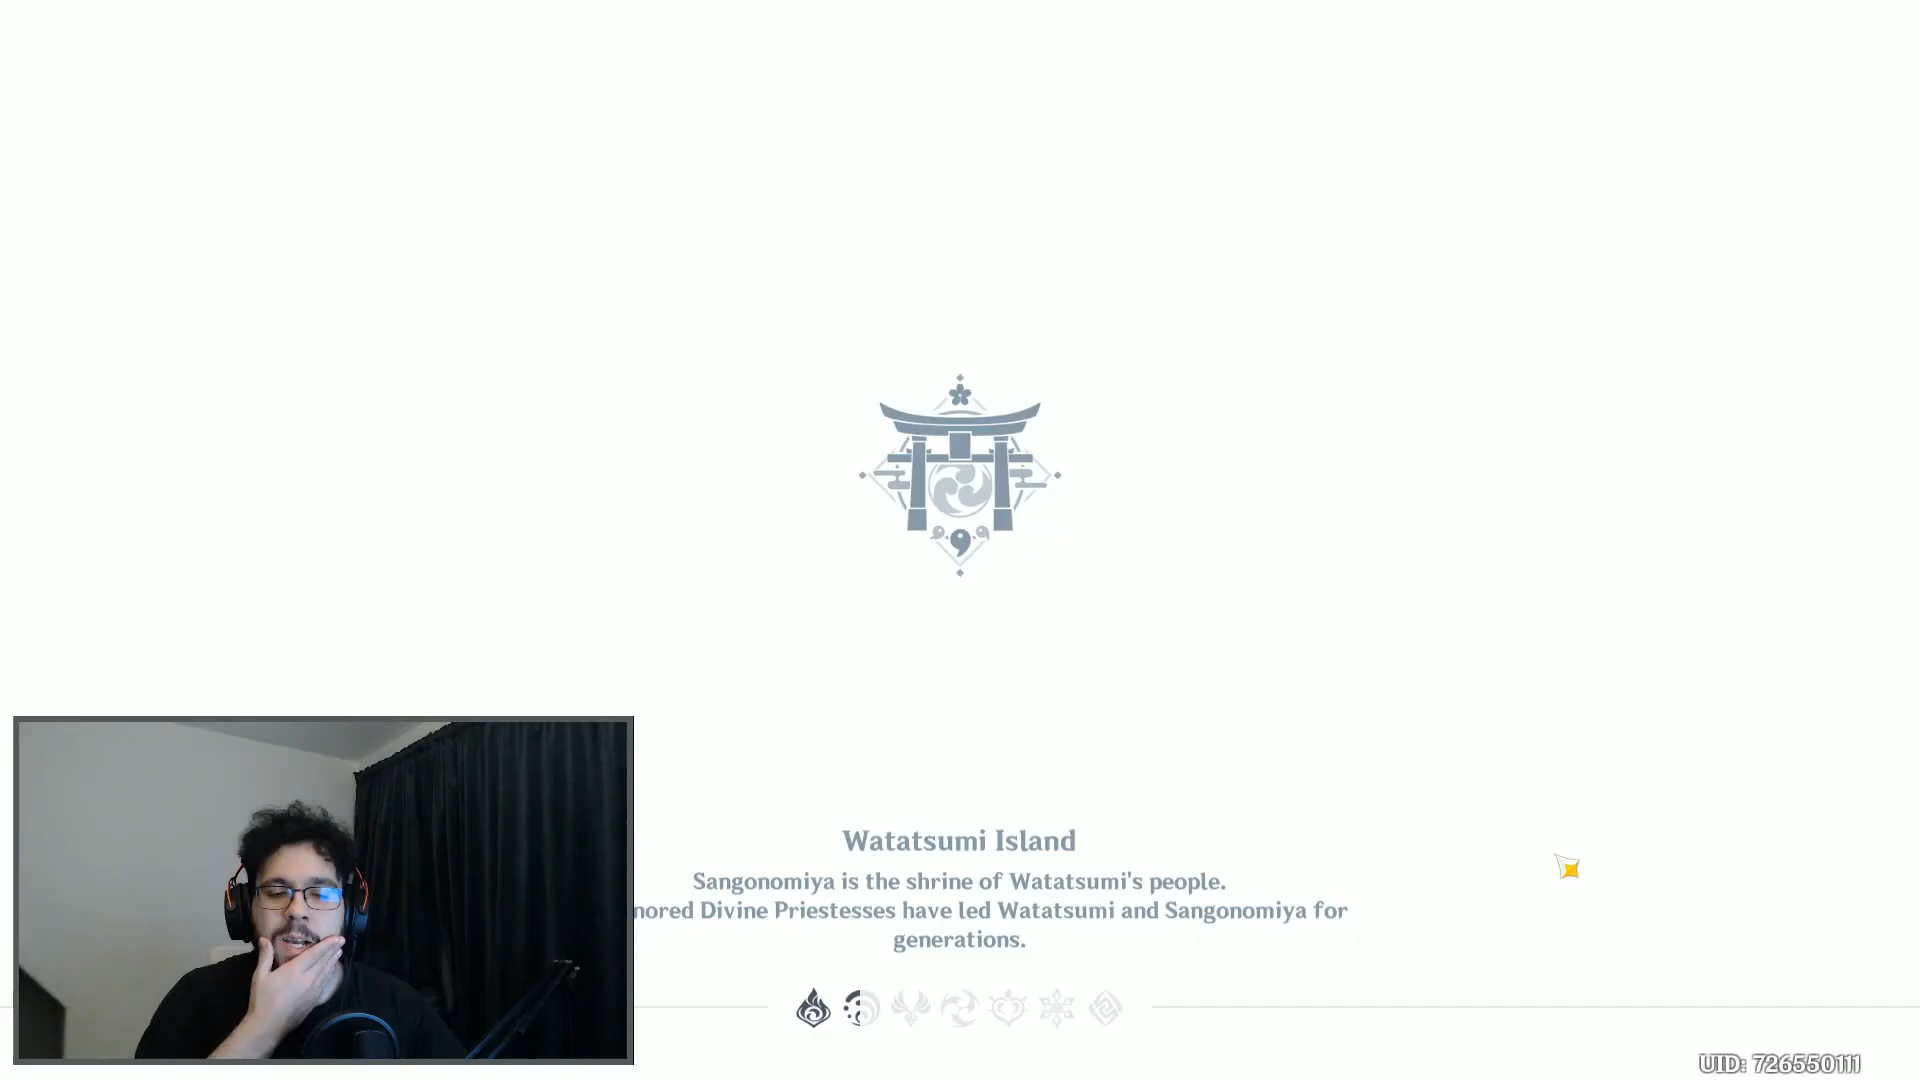 Watatsumi Island
Sangonomiya is the shrine of Watatsumi's people.
nored Divine Priestesses have led Watatsumi and Sangonomiya for
generations.
UID: 726550111